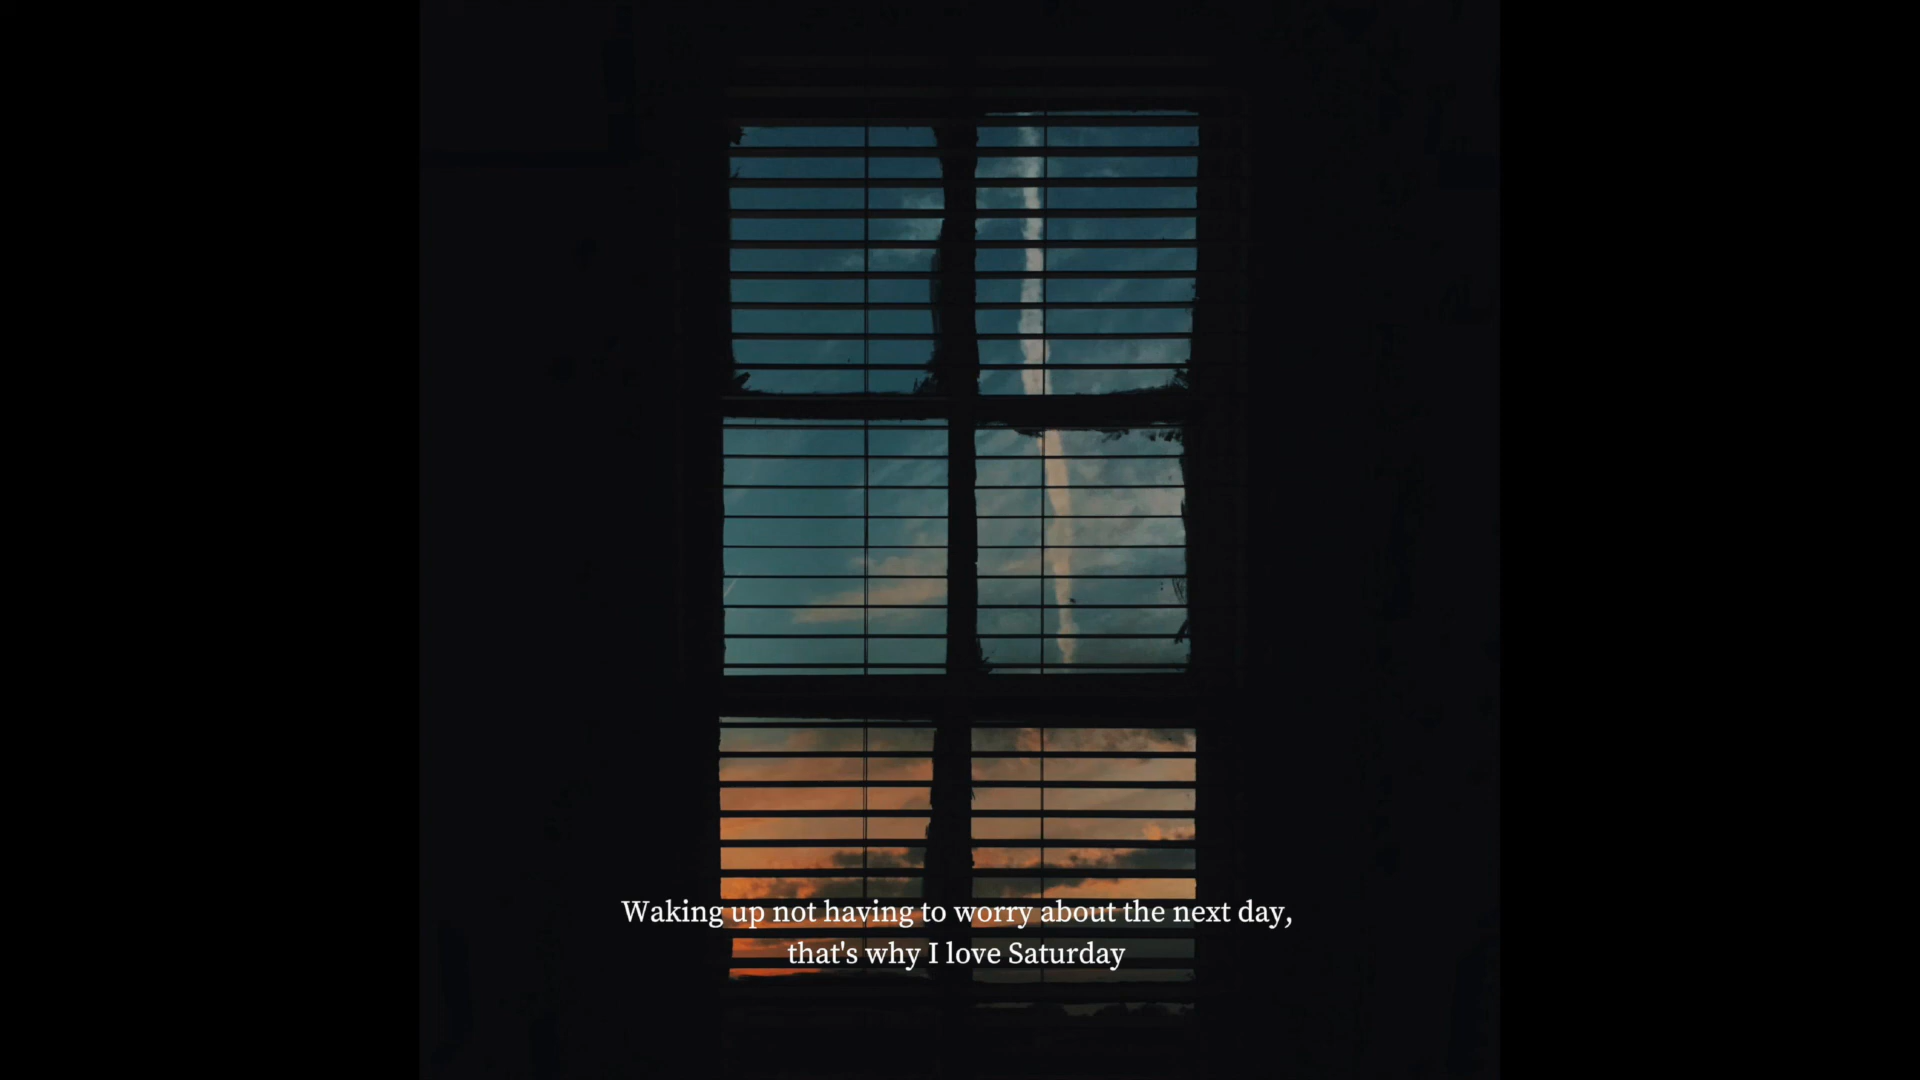 Waking up not having to worry about the next day,
that's why I love Saturday